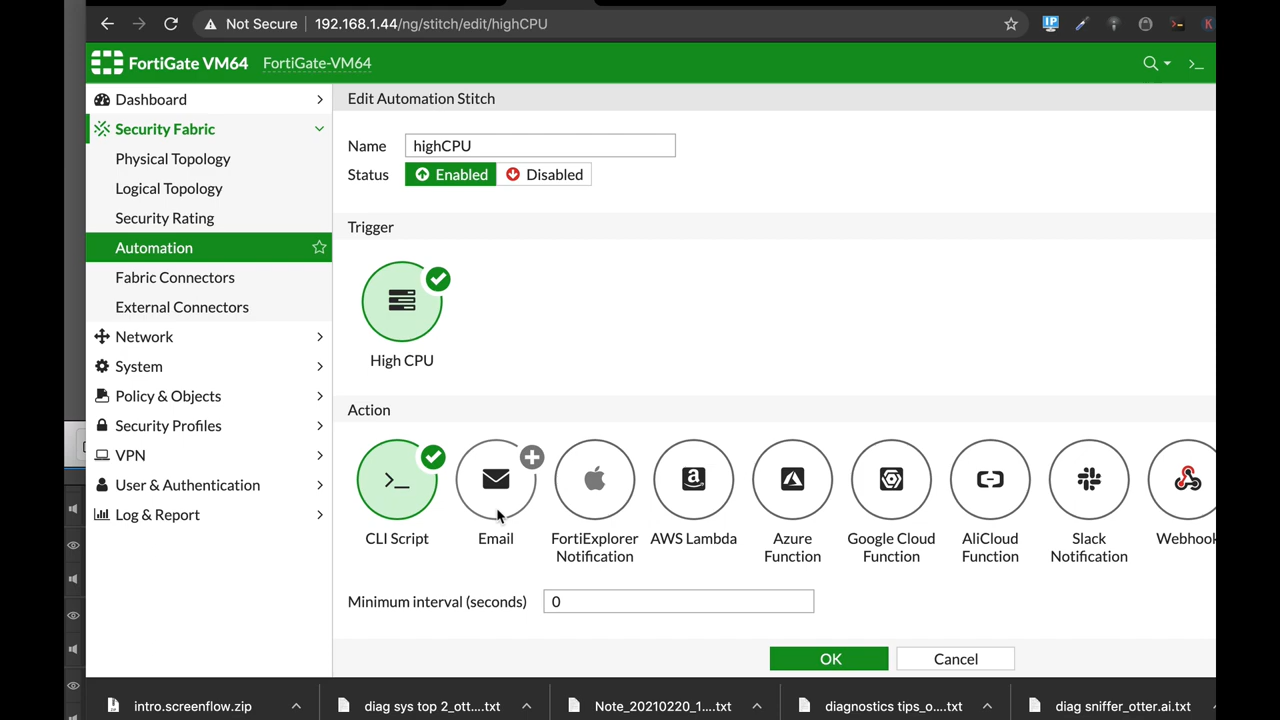 Not Secure 192.168.1.44/ng/stitch/edit/highCPU
IP
K
FortiGate VM64 FortiGate-VM64
>_
Dashboard
Security Fabric
Physical Topology
Logical Topology
Security Rating
Automation
Fabric Connectors
External Connectors
Network
System
Policy & Objects
Security Profiles
VPN
User & Authentication
Log & Report
Edit Automation Stitch
Name highCPU
Status Enabled Disabled
Trigger
High CPU
Action
>_
CLI Script
Email
FortiExplorer
Notification
AWS Lambda
Azure
Function
Google Cloud
Function
AliCloud
Function
Slack
Notification
Webhook
Minimum interval (seconds) 0
OK Cancel
intro.screenflow.zip diag sys top 2_ott....txt Note_20210220_1....txt diagnostics tips_o....txt diag sniffer_otter.ai.txt